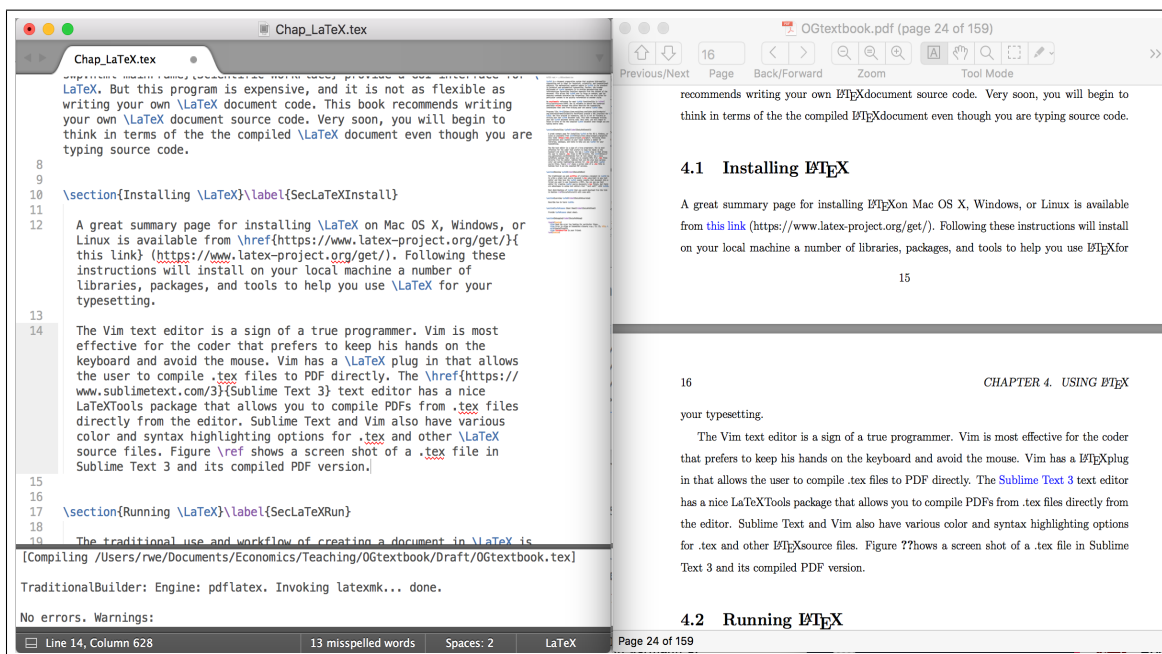 Chap_LaTeX.tex
Chap_LaTeX.tex
LaTeX. But this program is expensive, and it is not as flexible as
writing your own \LaTeX document code. This book recommends writing
your own \LaTeX document source code. Very soon, you will begin to
think in terms of the the compiled \LaTeX document even though you are
typing source code.
8
9
10 \section{Installing \LaTeX}\label{SecLaTeXInstall}
11
12 A great summary page for installing \LaTeX on Mac OS X, Windows, or
Linux is available from \href{https://www.latex-project.org/get/}{
this link} (https://www.latex-project.org/get/). Following these
instructions will install on your local machine a number of
libraries, packages, and tools to help you use \LaTeX for your
typesetting.
13
14 The Vim text editor is a sign of a true programmer. Vim is most
effective for the coder that prefers to keep his hands on the
keyboard and avoid the mouse. Vim has a \LaTeX plug in that allows
the user to compile .tex files to PDF directly. The \href{https://
www.sublimetext.com/3}{Sublime Text 3} text editor has a nice
LaTeXTools package that allows you to compile PDFs from .tex files
directly from the editor. Sublime Text and Vim also have various
color and syntax highlighting options for .tex and other \LaTeX
source files. Figure \ref shows a screen shot of a .tex file in
Sublime Text 3 and its compiled PDF version.
15
16
17 \section{Running \LaTeX}\label{SecLaTeXRun}
18
19 The traditional use and workflow of creating a document in \LaTeX is
[Compiling /Users/rwe/Documents/Economics/Teaching/OGtextbook/Draft/OGtextbook.tex]
TraditionalBuilder: Engine: pdflatex. Invoking latexmk... done.
No errors. Warnings:
Line 14, Column 628 13 misspelled words Spaces: 2 LaTeX
OGtextbook.pdf (page 24 of 159)
16
Previous/Next Page Back/Forward Zoom Tool Mode
recommends writing your own LaTeXdocument source code. Very soon, you will begin to
think in terms of the the compiled LaTeXdocument even though you are typing source code.
4.1 Installing LaTeX
A great summary page for installing LaTeXon Mac OS X, Windows, or Linux is available
from this link (https://www.latex-project.org/get/). Following these instructions will install
on your local machine a number of libraries, packages, and tools to help you use LaTeXfor
15
16 CHAPTER 4. USING LaTeX
your typesetting.
The Vim text editor is a sign of a true programmer. Vim is most effective for the coder
that prefers to keep his hands on the keyboard and avoid the mouse. Vim has a LaTeXplug
in that allows the user to compile .tex files to PDF directly. The Sublime Text 3 text editor
has a nice LaTeXTools package that allows you to compile PDFs from .tex files directly from
the editor. Sublime Text and Vim also have various color and syntax highlighting options
for .tex and other LaTeXsource files. Figure ??hows a screen shot of a .tex file in Sublime
Text 3 and its compiled PDF version.
4.2 Running LaTeX
Page 24 of 159